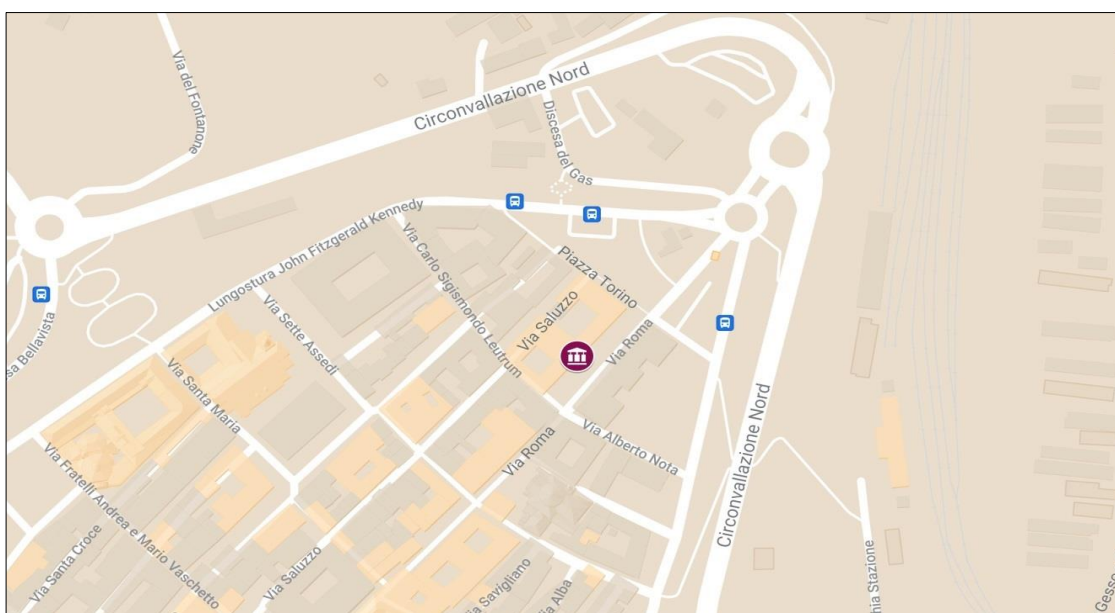 Via del Fontanone
Circonvallazione Nord
Discesa del Gas
Lungostura John Fitzgerald Kennedy
Via Carlo Sigismondo Leutrum
Piazza Torino
Via Saluzzo
Via Roma
Via Sette Assedi
Bellavista
Via Santa Maria
Via Alberto Nota
Via Roma
Circonvallazione Nord
Via Fratelli Andrea e Mario Vaschetto
Via Santa Croce
Via Saluzzo
Via Savigliano
Via Alba
Stazione
Gesso